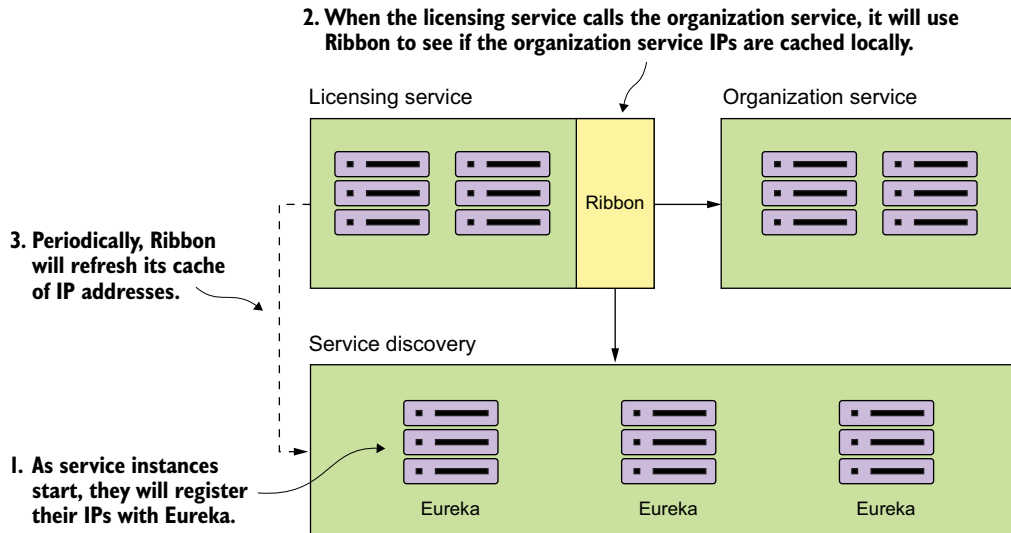 2. When the licensing service calls the organization service, it will use
Ribbon to see if the organization service IPs are cached locally.
Licensing service
Organization service
Ribbon
3. Periodically, Ribbon
will refresh its cache
of IP addresses.
Service discovery
1. As service instances
start, they will register
their IPs with Eureka.
Eureka
Eureka
Eureka